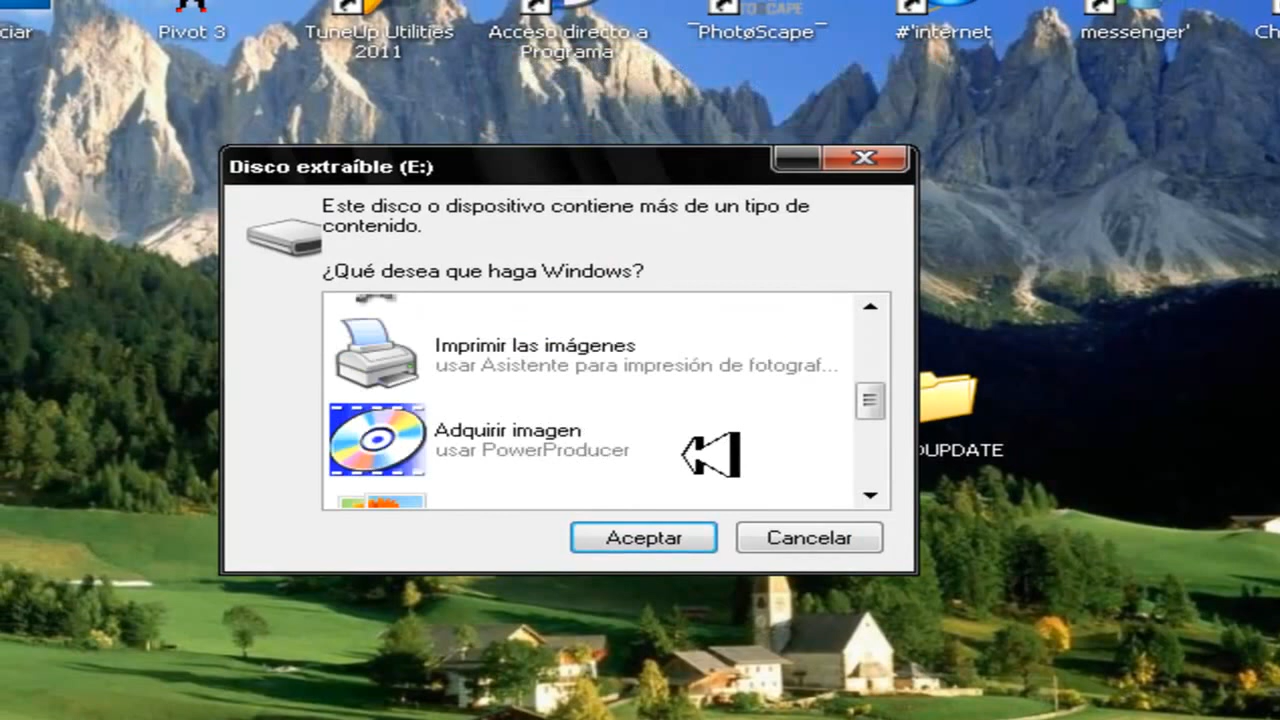 ciar
Pivot 3
TuneUp Utilities
2011
Acceso directo a
Programa
PhotøScape
#'internet
messenger'
Ch
Disco extraíble (E:)
Este disco o dispositivo contiene más de un tipo de
contenido.
¿Qué desea que haga Windows?
Imprimir las imágenes
usar Asistente para impresión de fotograf...
Adquirir imagen
usar PowerProducer
UPDATE
Aceptar
Cancelar